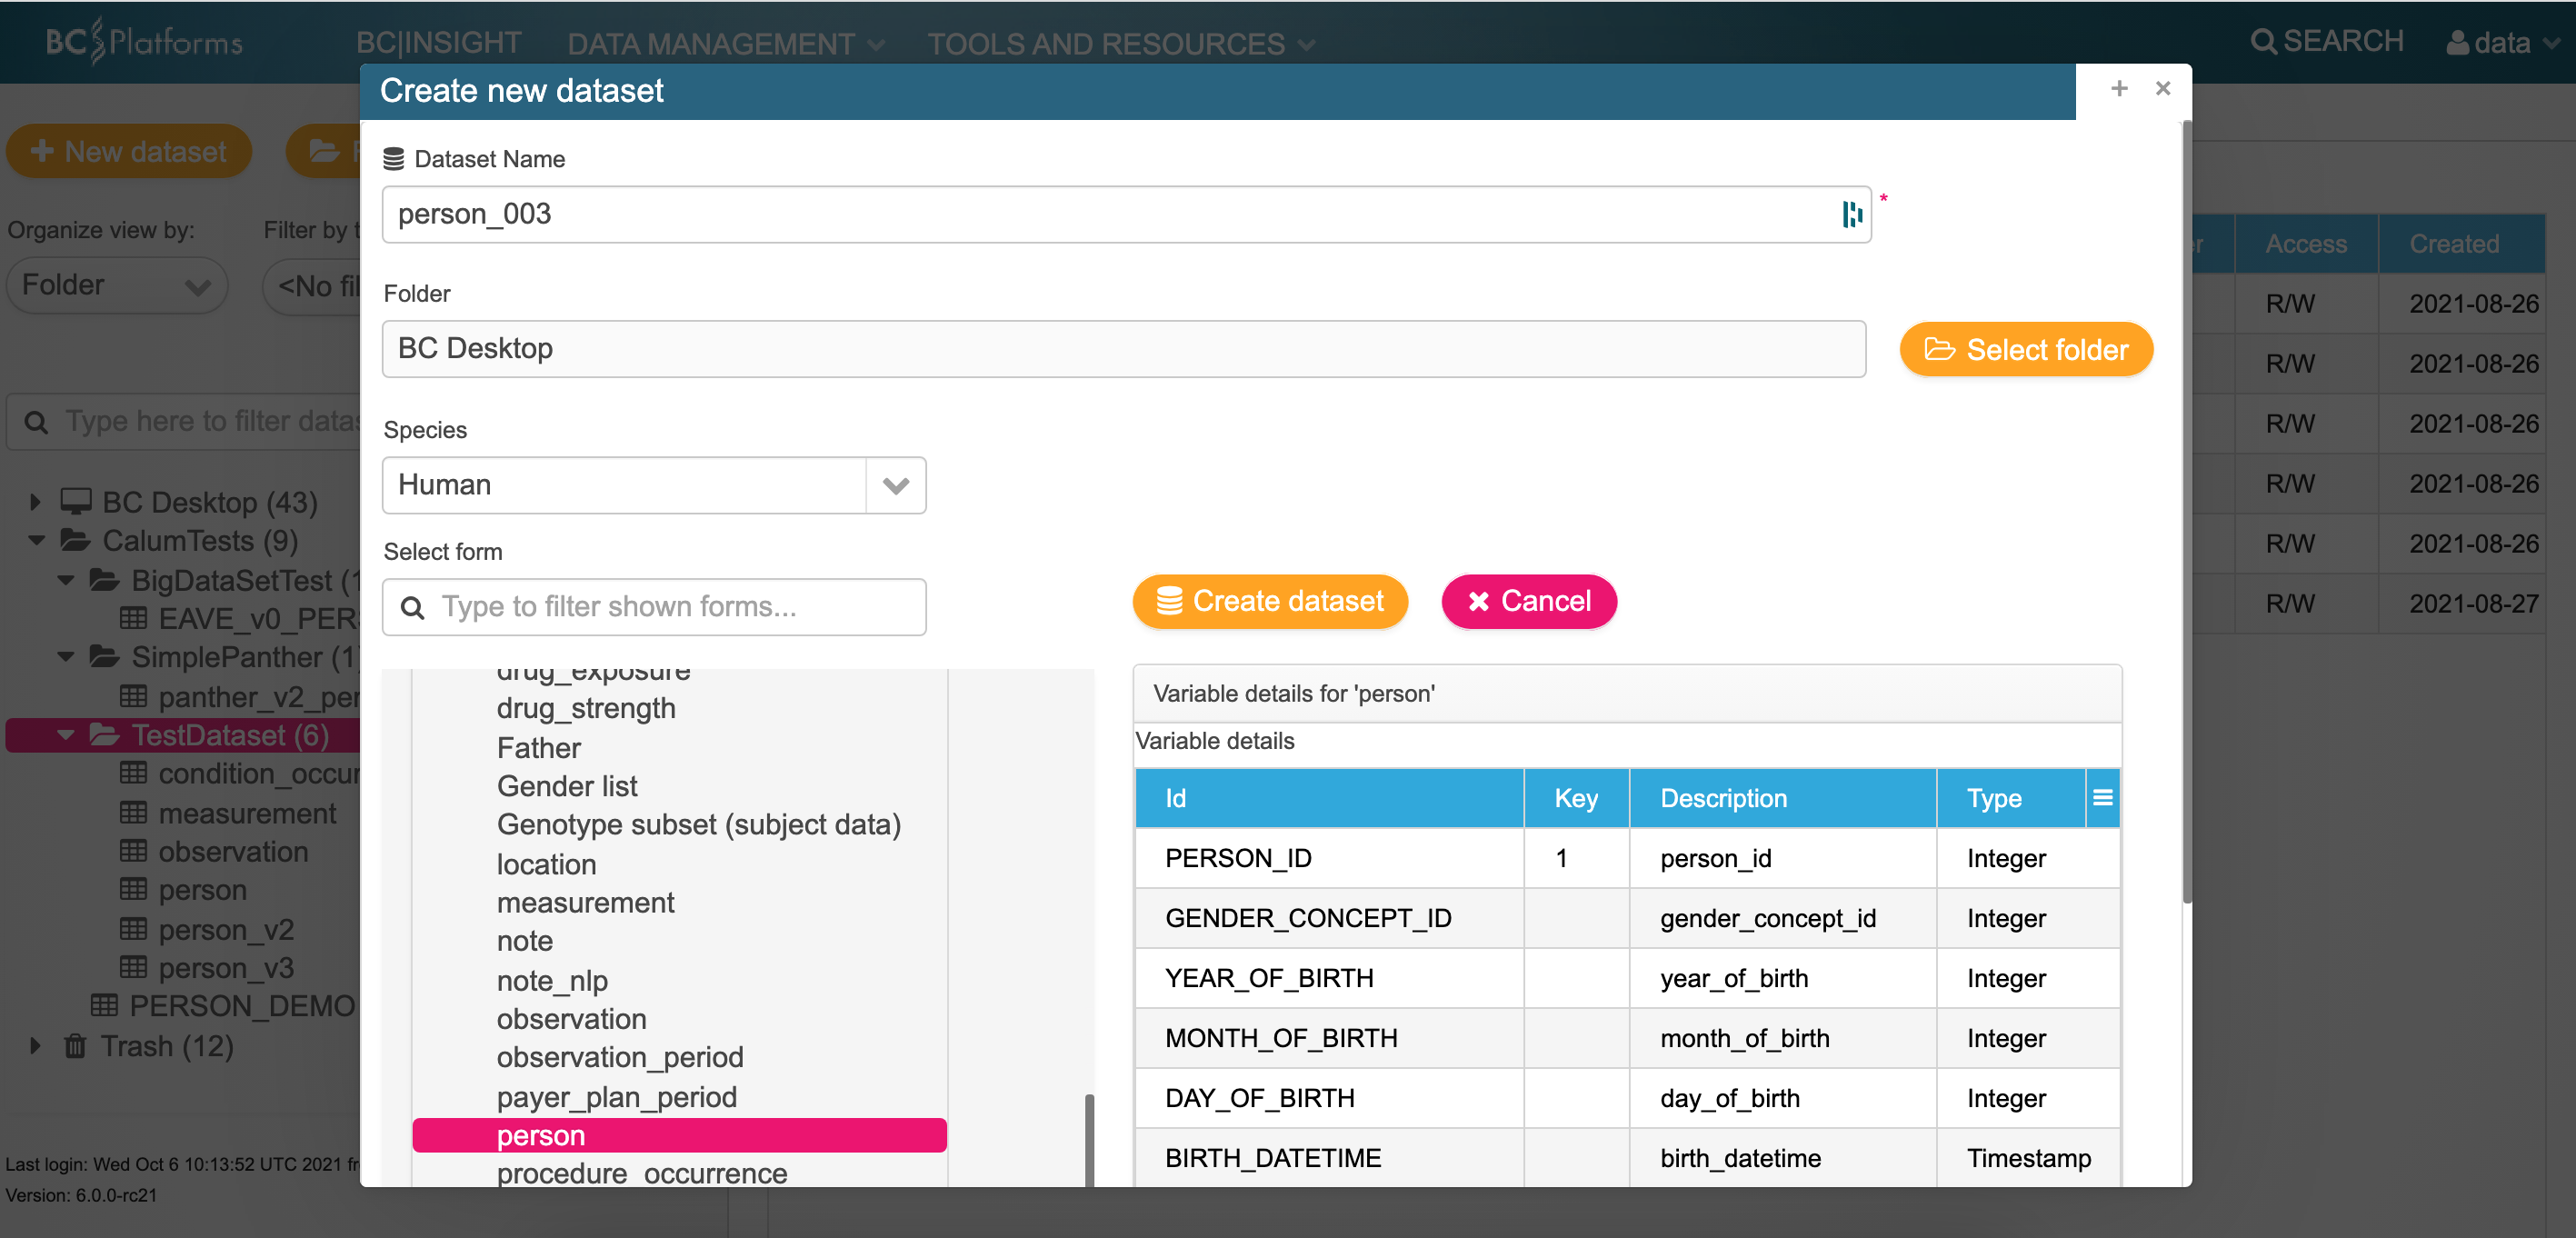 BC Platforms BC|INSIGHT DATA MANAGEMENT TOOLS AND RESOURCES SEARCH data
Create new dataset
New dataset
Dataset Name
person_003
*
Organize view by: Filter by
Folder <No
Folder
BC Desktop
Select folder
Access Created
R/W 2021-08-26
R/W 2021-08-26
R/W 2021-08-26
R/W 2021-08-26
R/W 2021-08-26
R/W 2021-08-27
Type here to filter
Species
Human
Select form
Type to filter shown forms...
Create dataset
Cancel
BC Desktop (43)
CalumTests (9)
BigDataSetTest
EAVE_v0_PER
SimplePanther (1)
panther_v2_per
TestDataset (6)
condition_occur
measurement
observation
person
person_v2
person_v3
PERSON_DEMO
Trash (12)
drug_exposure
drug_strength
Father
Gender list
Genotype subset (subject data)
location
measurement
note
note_nlp
observation
observation_period
payer_plan_period
person
procedure_occurrence
Variable details for 'person'
Variable details
Id Key Description Type
PERSON_ID 1 person_id Integer
GENDER_CONCEPT_ID gender_concept_id Integer
YEAR_OF_BIRTH year_of_birth Integer
MONTH_OF_BIRTH month_of_birth Integer
DAY_OF_BIRTH day_of_birth Integer
BIRTH_DATETIME birth_datetime Timestamp
Last login: Wed Oct 6 10:13:52 UTC 2021
Version: 6.0.0-rc21